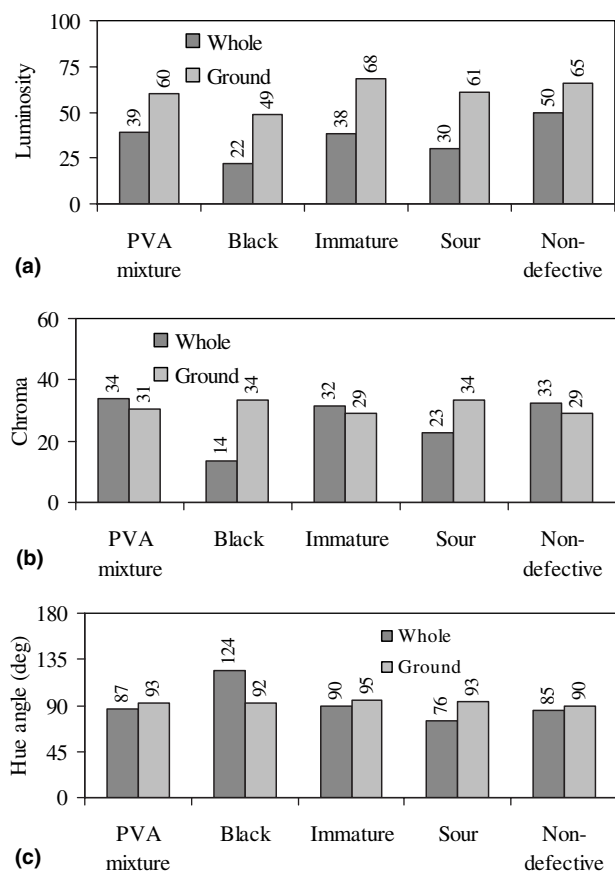 100
75
50
25
0
Luminosity
Whole
Ground
39 60 22 49 38 68 30 61 50 65
PVA mixture Black Immature Sour Non-defective
(a)
60
40
20
0
Chroma
Whole
Ground
34 31 14 34 32 29 23 34 33 29
PVA mixture Black Immature Sour Non-defective
(b)
180
135
90
45
0
Hue angle (deg)
Whole
Ground
87 93 124 92 90 95 76 93 85 90
PVA mixture Black Immature Sour Non-defective
(c)